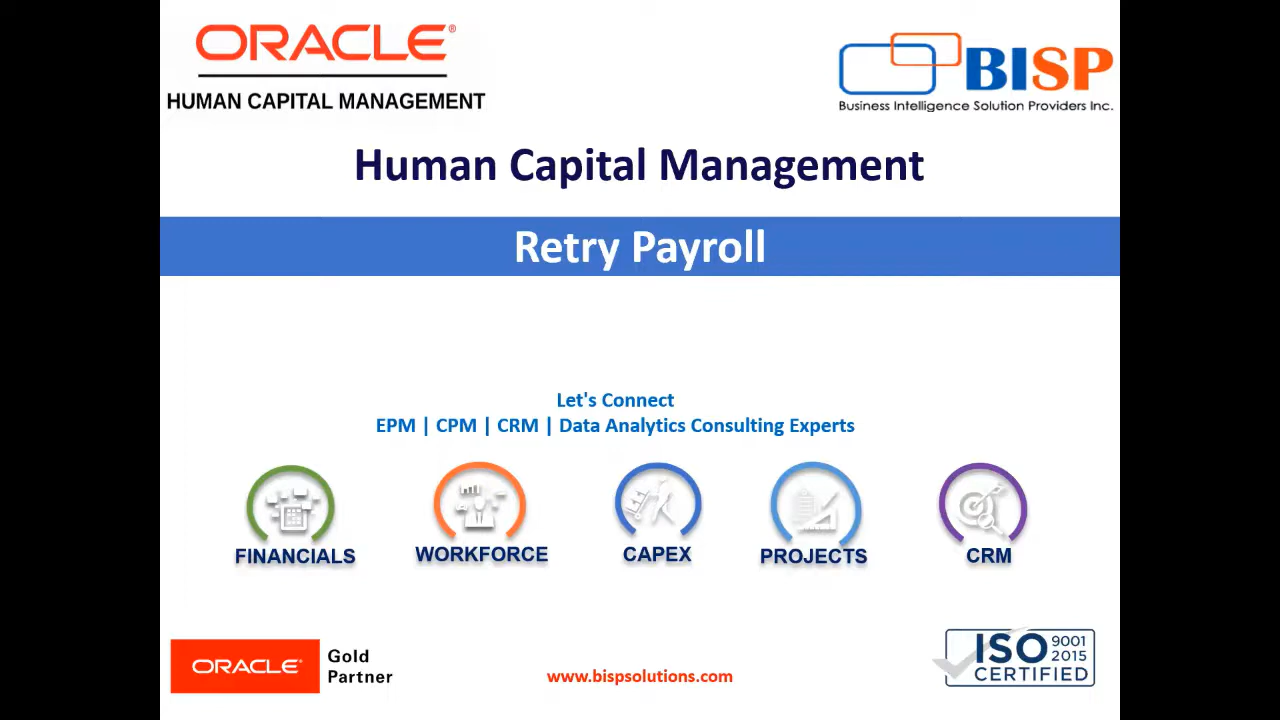 ORACLE®
HUMAN CAPITAL MANAGEMENT
BISP
Business Intelligence Solution Providers Inc.
Human Capital Management
Retry Payroll
Let's Connect
EPM | CPM | CRM | Data Analytics Consulting Experts
FINANCIALS
WORKFORCE
CAPEX
PROJECTS
CRM
ORACLE®
Gold
Partner
www.bispsolutions.com
ISO 9001
2015
CERTIFIED